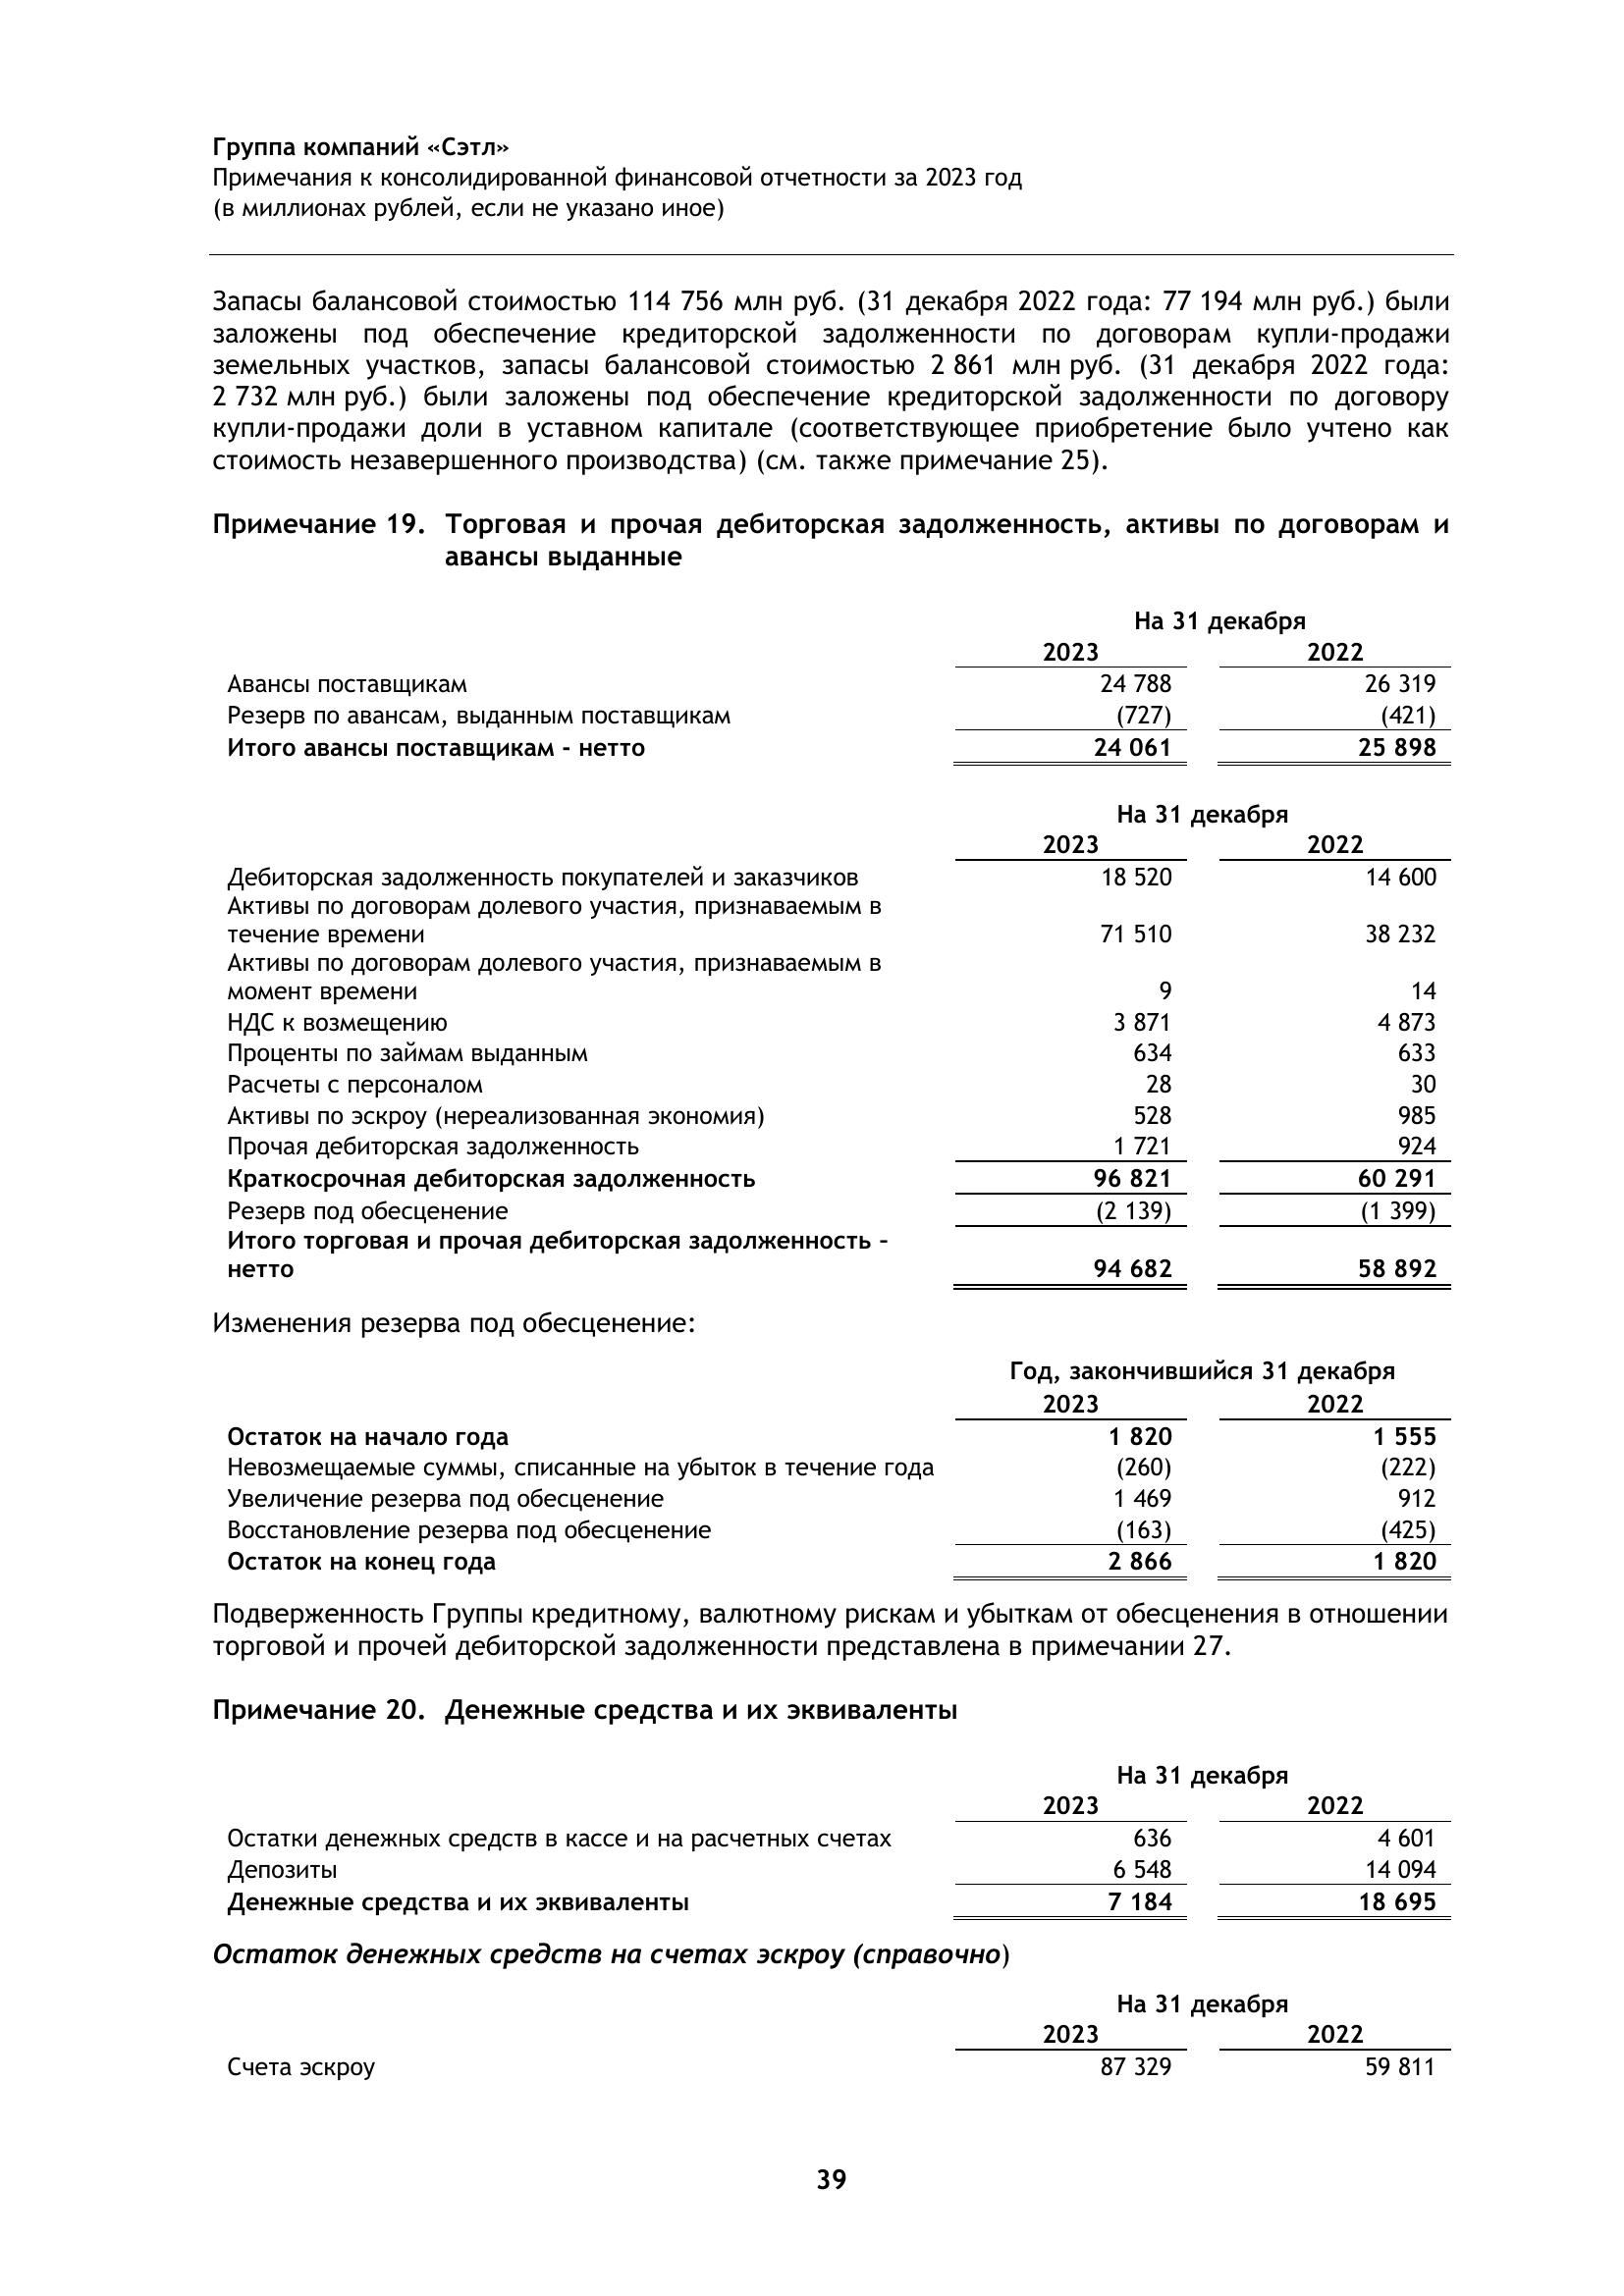 Группа компаний «Сэтл»
Примечания к консолидированной финансовой отчетности за 2023 год
(в миллионах рублей, если не указано иное)
Запасы балансовой стоимостью 114 756 млн руб. (31 декабря 2022 года: 77 194 млн руб.) были
заложены под обеспечение кредиторской задолженности по договорам купли-продажи
земельных участков, запасы балансовой стоимостью 2 861 млн руб. (31 декабря 2022 года:
2 732 млн руб.) были заложены под обеспечение кредиторской задолженности по договору
купли-продажи доли в уставном капитале (соответствующее приобретение было учтено как
стоимость незавершенного производства) (см. также примечание 25).
Примечание 19. Торговая и прочая дебиторская задолженность, активы по договорам и
авансы выданные
На 31 декабря
2023 2022
Авансы поставщикам 24 788 26 319
Резерв по авансам, выданным поставщикам (727) (421)
Итого авансы поставщикам - нетто 24 061 25 898
На 31 декабря
2023 2022
Дебиторская задолженность покупателей и заказчиков 18 520 14 600
Активы по договорам долевого участия, признаваемым в
течение времени 71 510 38 232
Активы по договорам долевого участия, признаваемым в
момент времени 9 14
НДС к возмещению 3 871 4 873
Проценты по займам выданным 634 633
Расчеты с персоналом 28 30
Активы по эскроу (нереализованная экономия) 528 985
Прочая дебиторская задолженность 1 721 924
Краткосрочная дебиторская задолженность 96 821 60 291
Резерв под обесценение (2 139) (1 399)
Итого торговая и прочая дебиторская задолженность –
нетто 94 682 58 892
Изменения резерва под обесценение:
Год, закончившийся 31 декабря
2023 2022
Остаток на начало года 1 820 1 555
Невозмещаемые суммы, списанные на убыток в течение года (260) (222)
Увеличение резерва под обесценение 1 469 912
Восстановление резерва под обесценение (163) (425)
Остаток на конец года 2 866 1 820
Подверженность Группы кредитному, валютному рискам и убыткам от обесценения в отношении
торговой и прочей дебиторской задолженности представлена в примечании 27.
Примечание 20. Денежные средства и их эквиваленты
На 31 декабря
2023 2022
Остатки денежных средств в кассе и на расчетных счетах 636 4 601
Депозиты 6 548 14 094
Денежные средства и их эквиваленты 7 184 18 695
Остаток денежных средств на счетах эскроу (справочно)
На 31 декабря
2023 2022
Счета эскроу 87 329 59 811
39